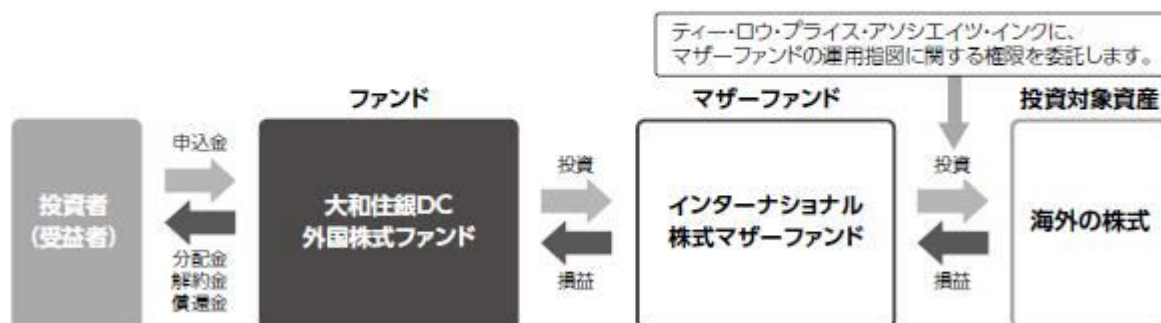 ティー・ロウ・プライス・アソシエイツ・インクに、
マザーファンドの運用指図に関する権限を委託します。
ファンド
マザーファンド
投資対象資産
投資者
(受益者)
申込金
分配金
解約金
償還金
大和住銀DC
外国株式ファンド
投資
損益
インターナショナル
株式マザーファンド
投資
損益
海外の株式